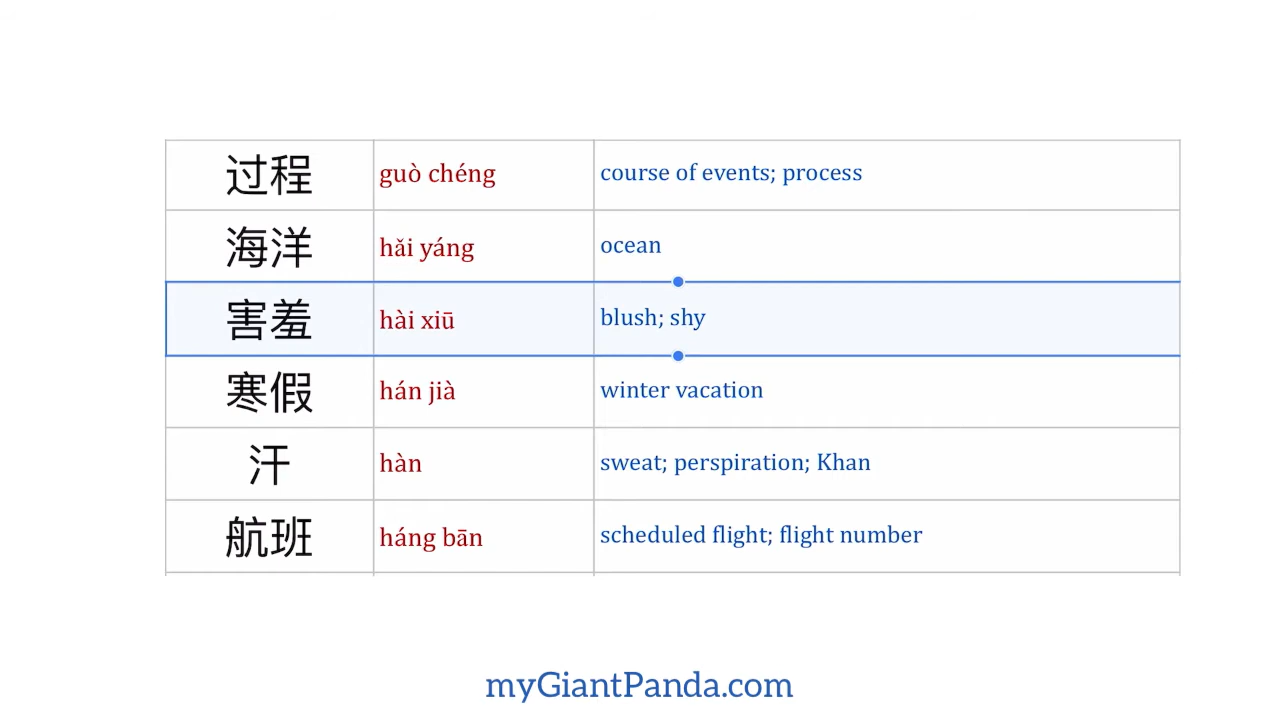 过程 guò chéng course of events; process
海洋 hǎi yáng ocean
害羞 hài xiū blush; shy
寒假 hán jià winter vacation
汗 hàn sweat; perspiration; Khan
航班 háng bān scheduled flight; flight number
myGiantPanda.com